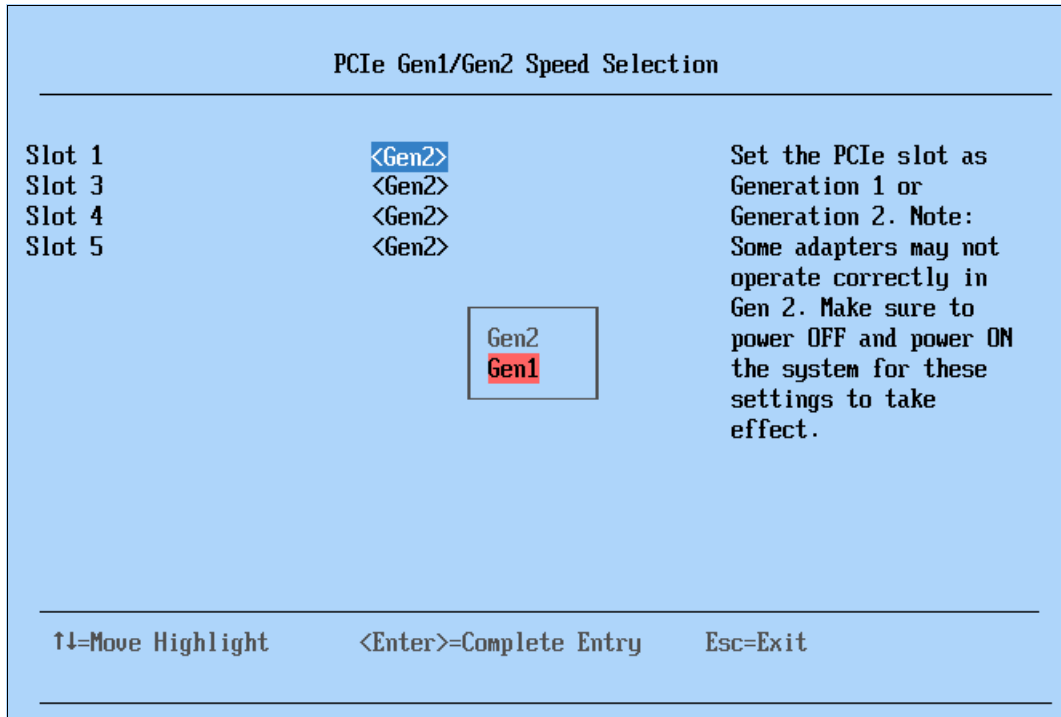 PCIe Gen1/Gen2 Speed Selection
Slot 1 <Gen2>
Slot 3 <Gen2>
Slot 4 <Gen2>
Slot 5 <Gen2>
Gen2
Gen1
Set the PCIe slot as
Generation 1 or
Generation 2. Note:
Some adapters may not
operate correctly in
Gen 2. Make sure to
power OFF and power ON
the system for these
settings to take
effect.
↑↓=Move Highlight <Enter>=Complete Entry Esc=Exit